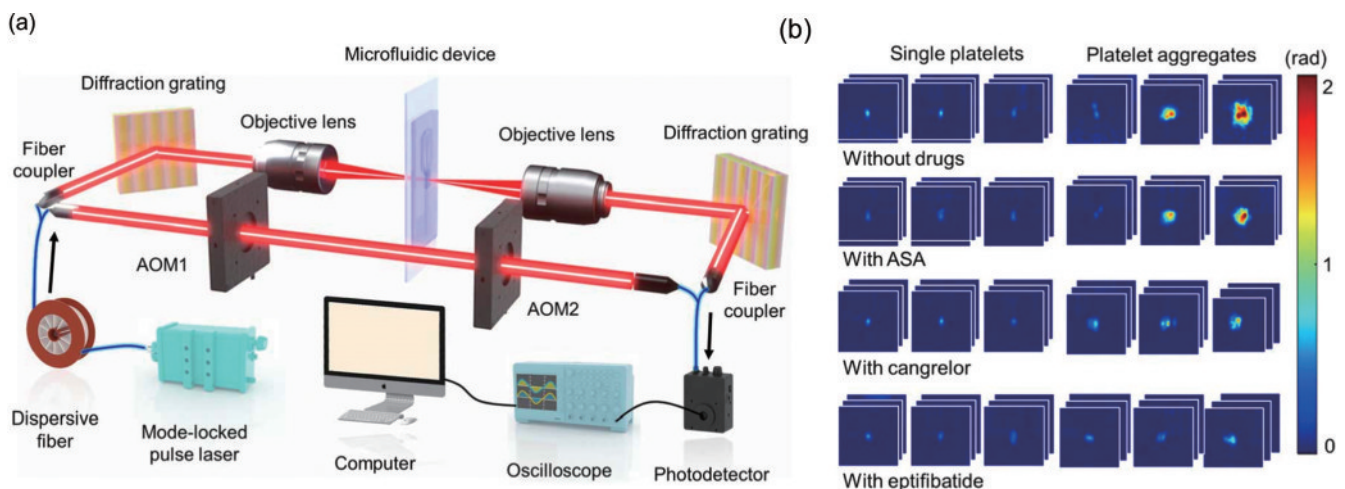 (a)
Microfluidic device
Diffraction grating
Objective lens
Objective lens
Diffraction grating
Fiber
coupler
AOM1
AOM2
Fiber
coupler
Dispersive
fiber
Mode-locked
pulse laser
Computer
Oscilloscope
Photodetector
(b)
Single platelets
Platelet aggregates
(rad)
2
Without drugs
With ASA
1
With cangrelor
0
With eptifibatide